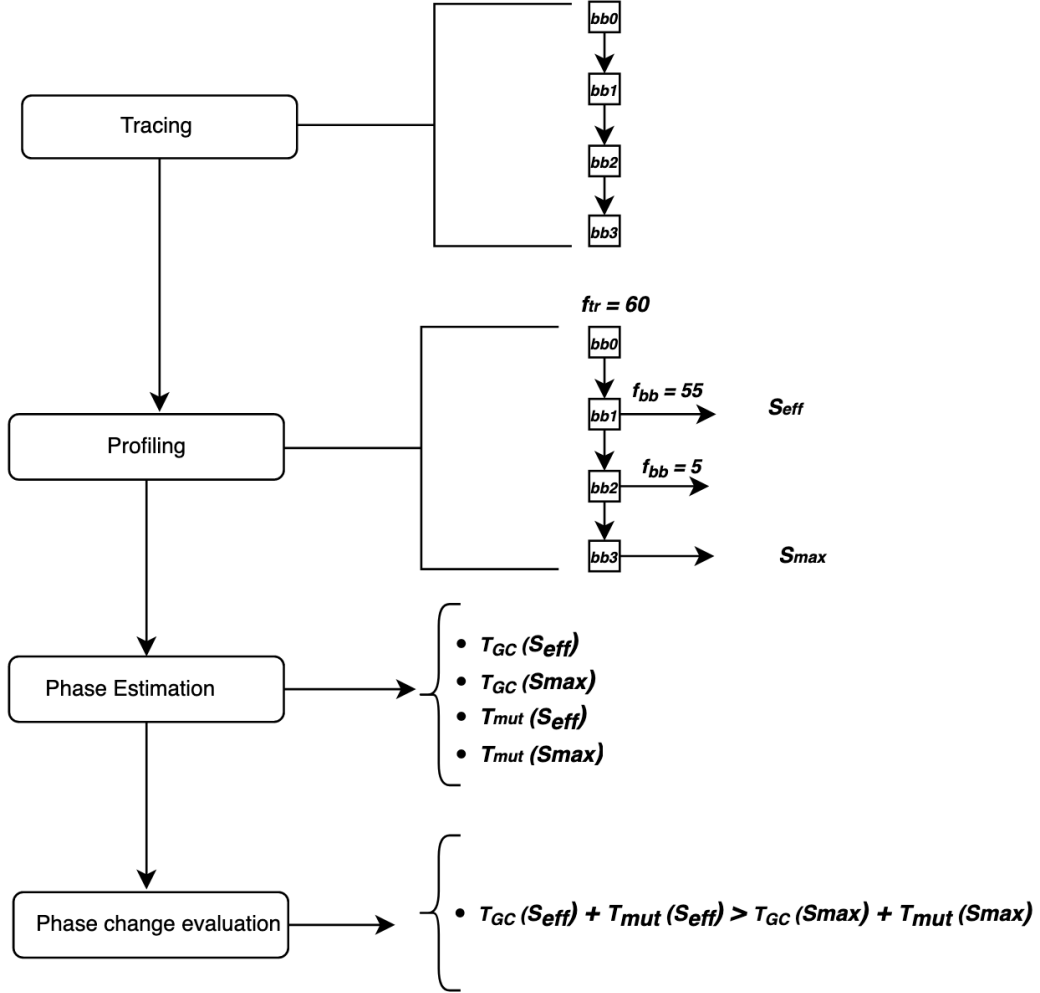 bb0
bb1
Tracing
bb2
bb3
ftr = 60
bb0
fbb = 55
bb1
Seff
Profiling
fbb = 5
bb2
bb3
Smax
• TGC (Seff)
• TGC (Smax)
Phase Estimation
• Tmut (Seff)
• Tmut (Smax)
Phase change evaluation
• TGC (Seff) + Tmut (Seff) > TGC (Smax) + Tmut (Smax)